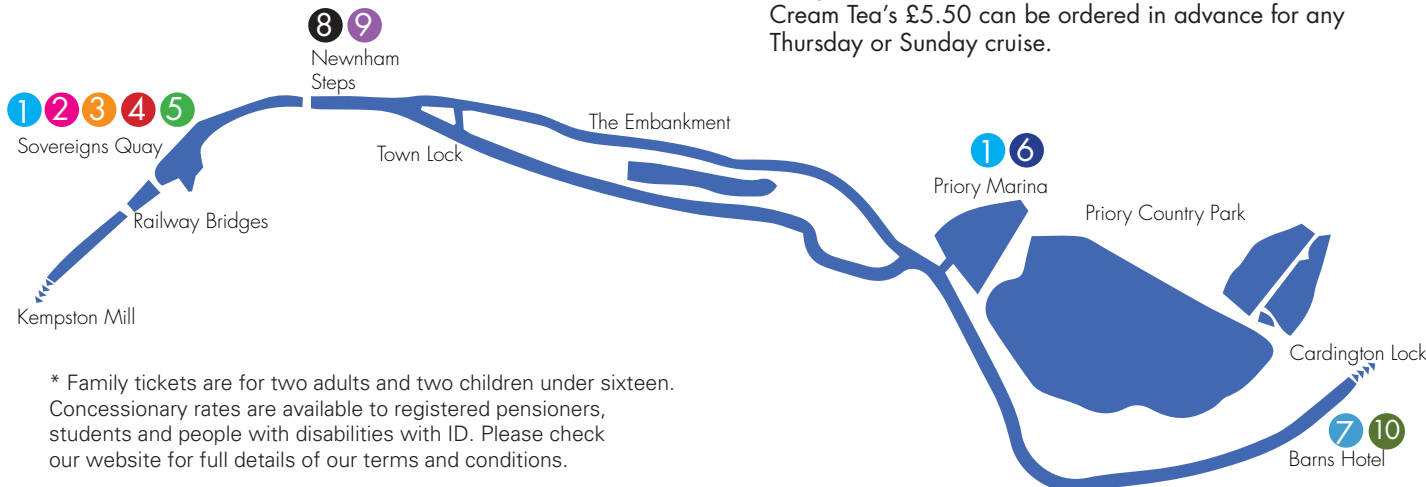 Cream Tea’s £5.50 can be ordered in advance for any
Thursday or Sunday cruise.
8 9
Newnham
Steps
1 2 3 4 5
Sovereigns Quay
The Embankment
Town Lock
1 6
Priory Marina
Priory Country Park
Railway Bridges
Kempston Mill
Cardington Lock
7 10
Barns Hotel
* Family tickets are for two adults and two children under sixteen.
Concessionary rates are available to registered pensioners,
students and people with disabilities with ID. Please check
our website for full details of our terms and conditions.